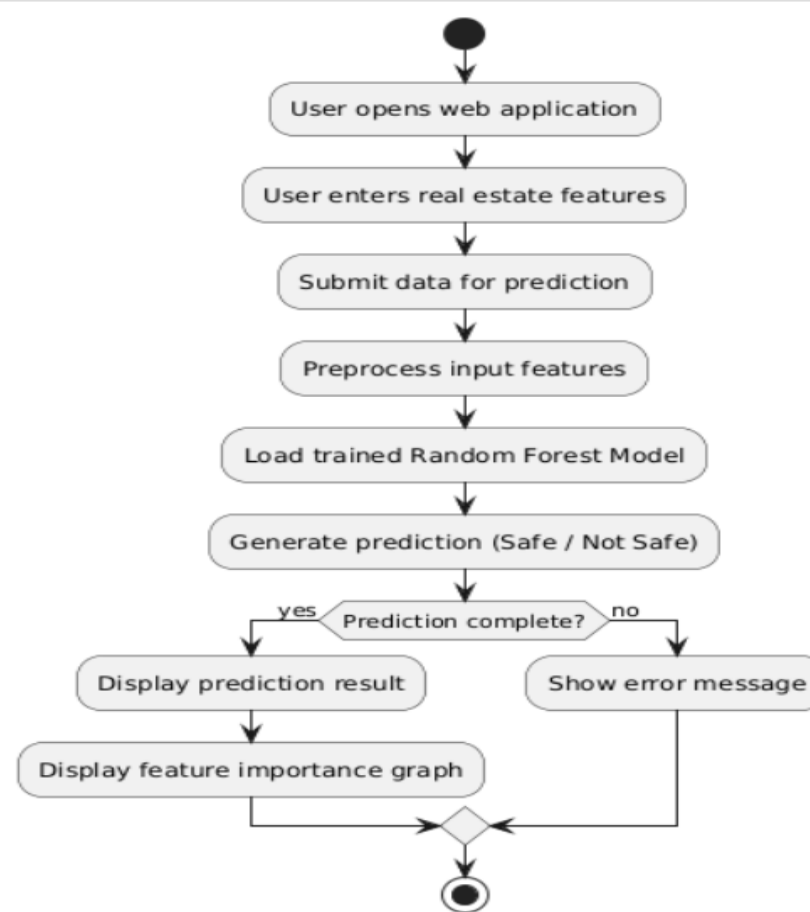 User opens web application
User enters real estate features
Submit data for prediction
Preprocess input features
Load trained Random Forest Model
Generate prediction (Safe / Not Safe)
yes
Prediction complete?
no
Display prediction result
Show error message
Display feature importance graph